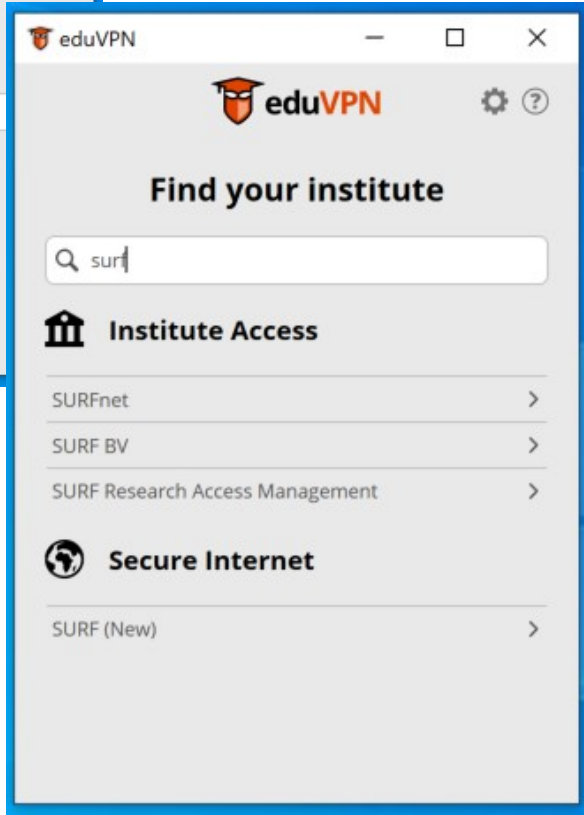 eduVPN
eduVPN
Find your institute
surf
Institute Access
SURFnet
SURF BV
SURF Research Access Management
Secure Internet
SURF (New)